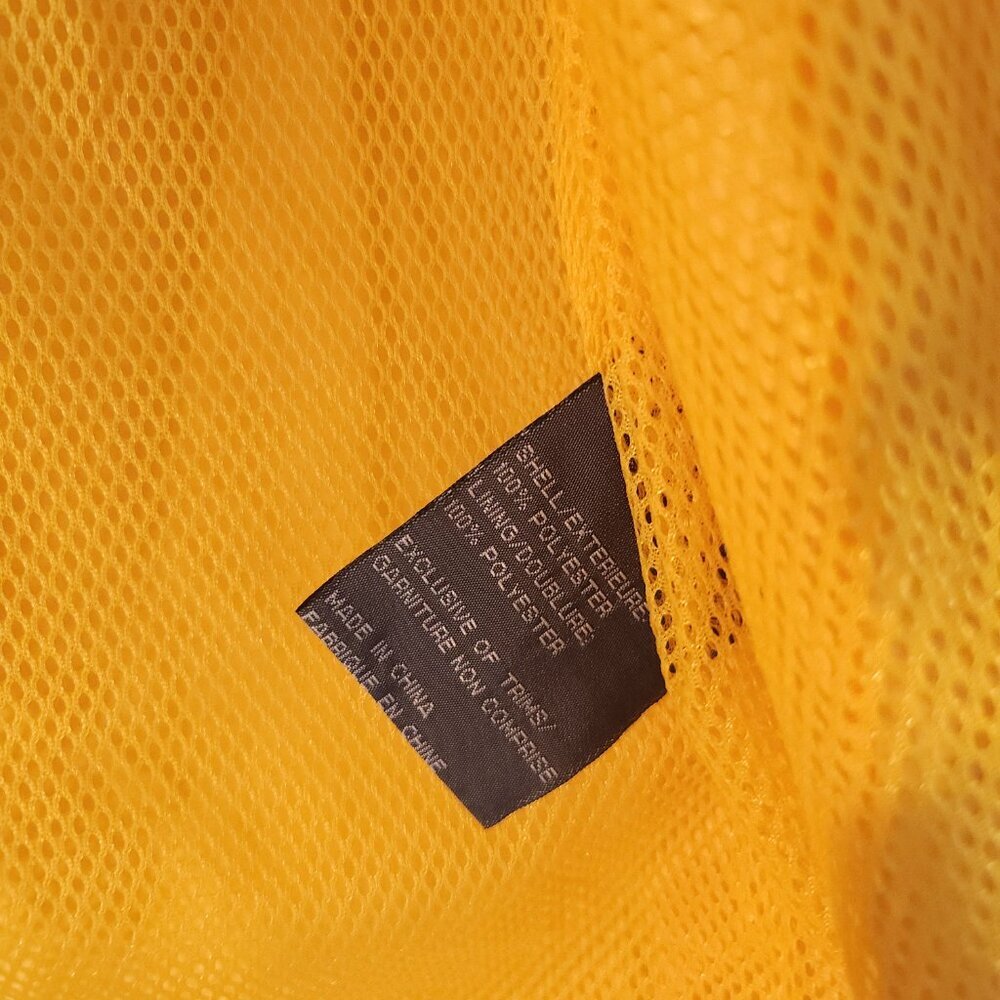 SHELL/EXTERIEURE
100% POLYESTER
LINING/DOUBLURE:
100% POLYESTER
EXCLUSIVE OF TRIMS/
GARNITURE NON COMPRISE
MADE IN CHINA
FABRIQUE EN CHINE